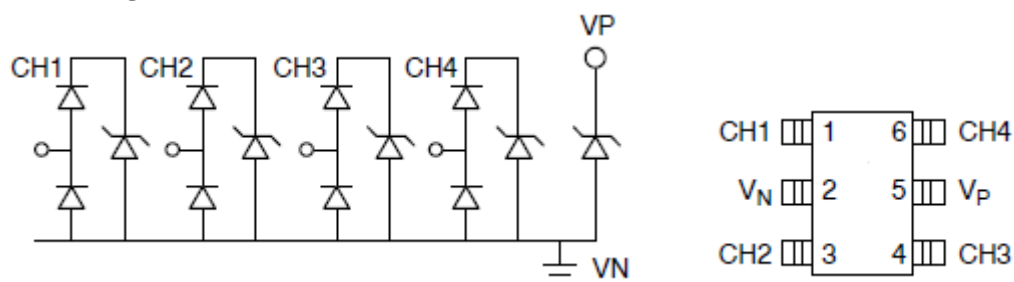 VP
CH1 CH2 CH3 CH4
VN
CH1 1 6 CH4
VN 2 5 VP
CH2 3 4 CH3